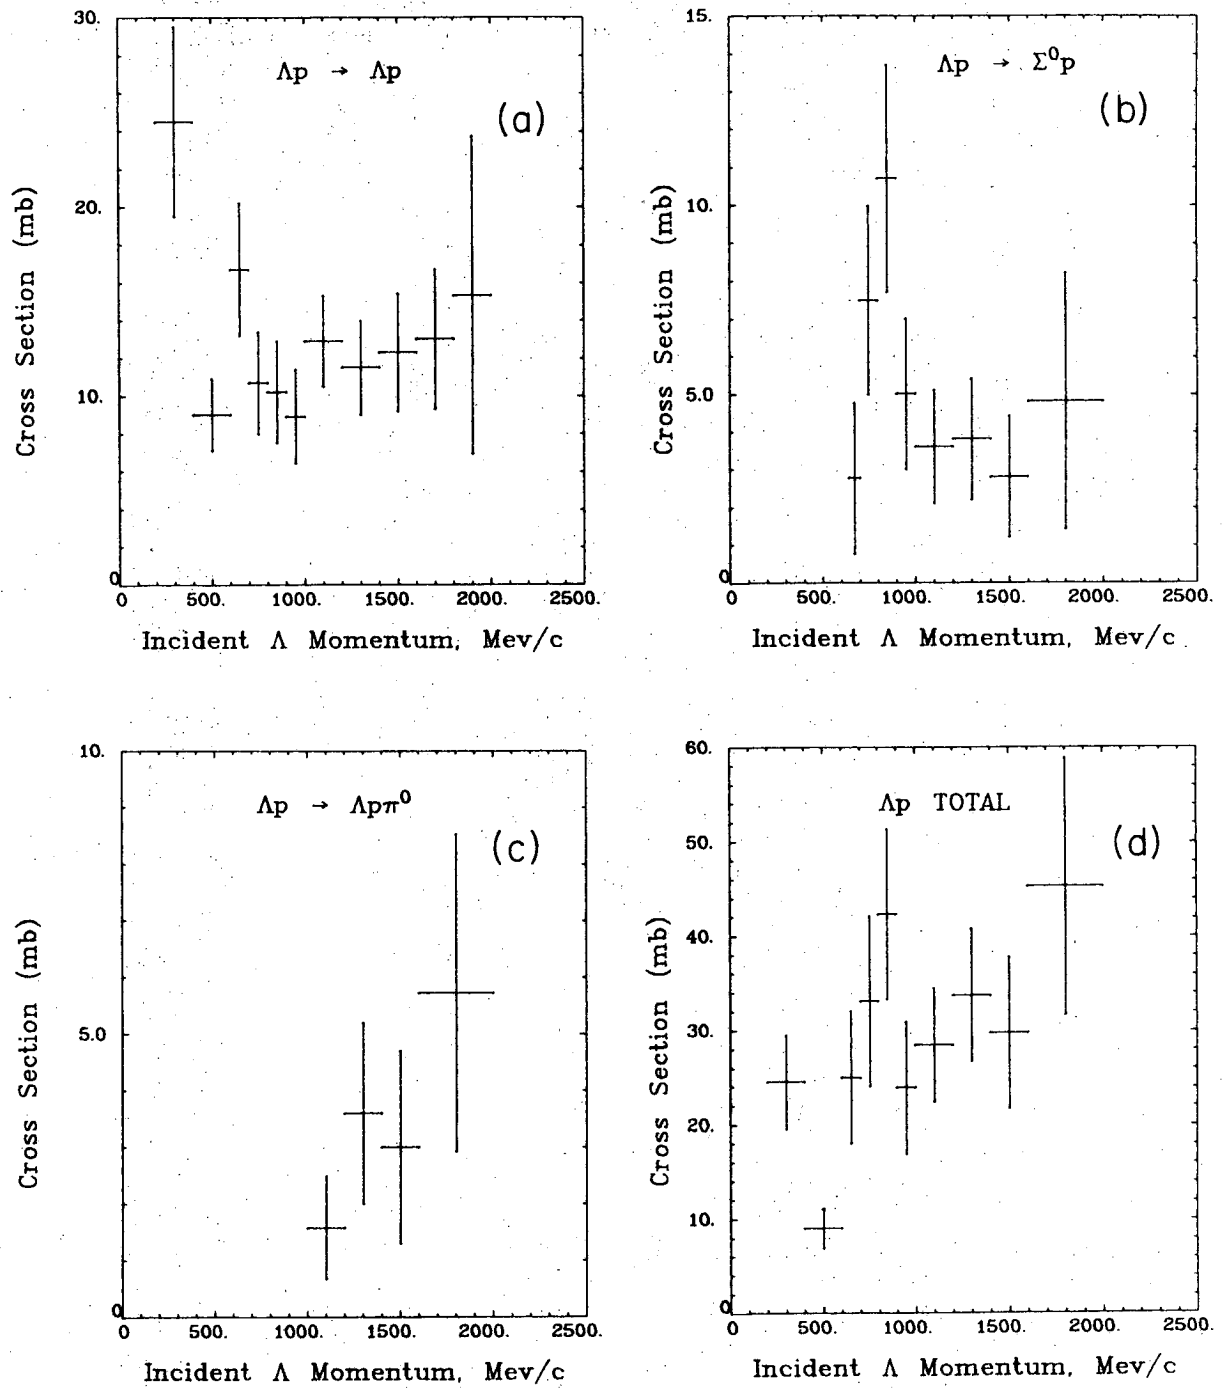 Λp → Λp
(a)
30.
20.
10.
0
Cross Section (mb)
0 500. 1000. 1500. 2000. 2500.
Incident Λ Momentum, Mev/c
Λp → Σ⁰p
(b)
15.
10.
5.0
0
Cross Section (mb)
0 500. 1000. 1500. 2000. 2500.
Incident Λ Momentum, Mev/c
Λp → Λpπ⁰
(c)
10.
5.0
0
Cross Section (mb)
0 500. 1000. 1500. 2000. 2500.
Incident Λ Momentum, Mev/c
Λp TOTAL
(d)
60.
50.
40.
30.
20.
10.
0
Cross Section (mb)
0 500. 1000. 1500. 2000. 2500.
Incident Λ Momentum, Mev/c